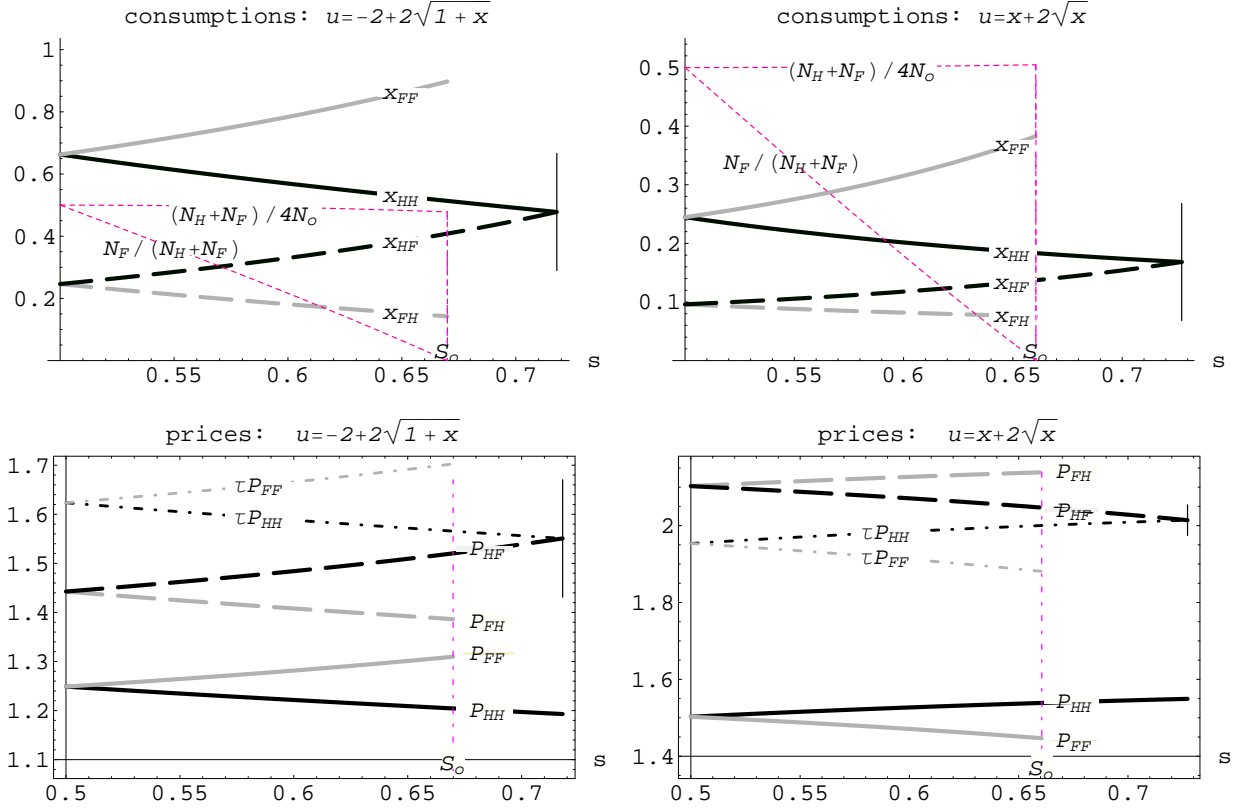 consumptions: u=-2+2√(1+x)
1
0.8
0.6
0.4
0.2
x_FF
x_HH
(N_H+N_F)/4N_o
x_HF
N_F/(N_H+N_F)
x_FH
S_o
0.55
0.6
0.65
0.7
s
consumptions: u=x+2√x
0.5
0.4
0.3
0.2
0.1
(N_H+N_F)/4N_o
x_FF
N_F/(N_H+N_F)
x_HH
x_HF
x_FH
S_o
0.55
0.6
0.65
0.7
s
prices: u=-2+2√(1+x)
1.7
1.6
1.5
1.4
1.3
1.2
1.1
τP_FF
τP_HH
P_HF
P_FH
P_FF
P_HH
S_o
s
0.5
0.55
0.6
0.65
0.7
prices: u=x+2√x
2
1.8
1.6
1.4
P_FH
P_HF
τP_HH
τP_FF
P_HH
P_FF
S_o
s
0.5
0.55
0.6
0.65
0.7